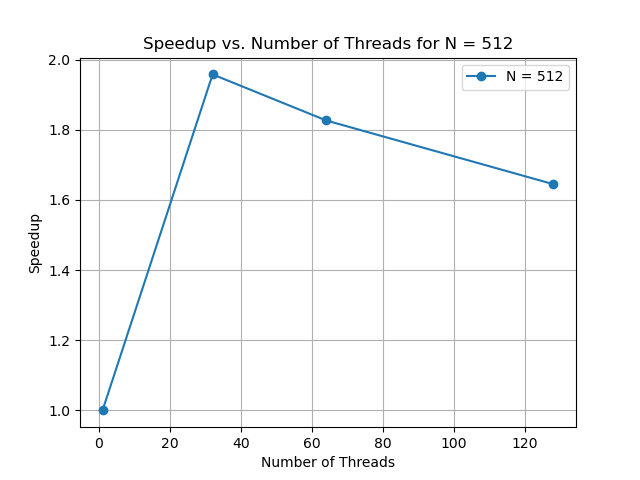 Speedup vs. Number of Threads for N = 512
N = 512
2.0
1.8
1.6
1.4
1.2
1.0
Speedup
0 20 40 60 80 100 120
Number of Threads